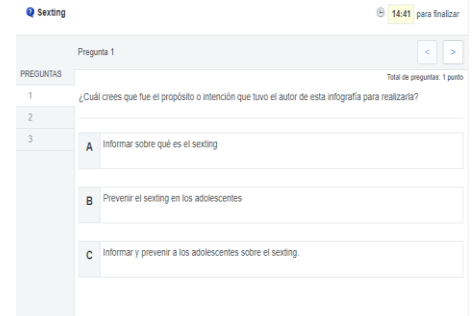 Sexting
14:41 para finalizar
Pregunta 1
< >
PREGUNTAS
Total de preguntas: 1 punto
1
¿Cuál crees que fue el propósito o intención que tuvo el autor de esta infografía para realizarla?
2
3
A Informar sobre qué es el sexting
B Prevenir el sexting en los adolescentes
C Informar y prevenir a los adolescentes sobre el sexting.